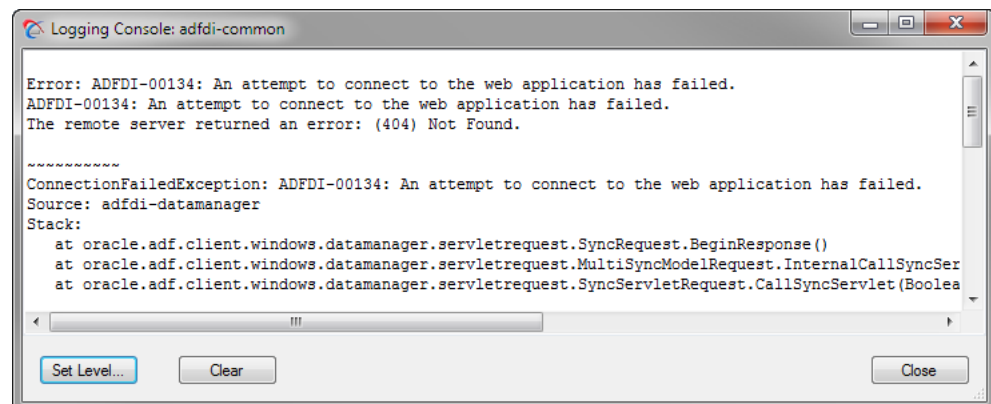 Logging Console: adfdi-common
Error: ADFDI-00134: An attempt to connect to the web application has failed.
ADFDI-00134: An attempt to connect to the web application has failed.
The remote server returned an error: (404) Not Found.
~~~~~~~~~~
ConnectionFailedException: ADFDI-00134: An attempt to connect to the web application has failed.
Source: adfdi-datamanager
Stack:
at oracle.adf.client.windows.datamanager.servletrequest.SyncRequest.BeginResponse()
at oracle.adf.client.windows.datamanager.servletrequest.MultiSyncModelRequest.InternalCallSyncSer
at oracle.adf.client.windows.datamanager.servletrequest.SyncServletRequest.CallSyncServlet(Boolea
Set Level... Clear Close